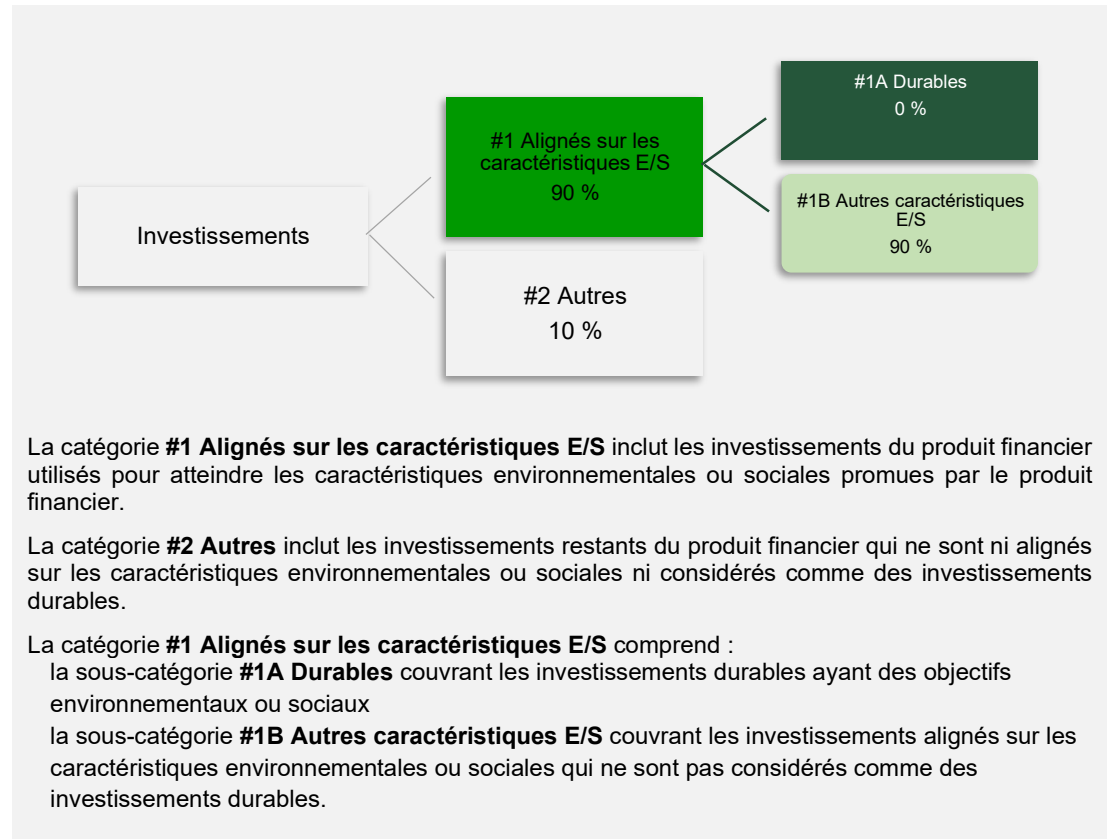 #1A Durables
0 %
#1 Alignés sur les
caractéristiques E/S
90 %
#1B Autres caractéristiques
E/S
90 %
Investissements
#2 Autres
10 %
La catégorie #1 Alignés sur les caractéristiques E/S inclut les investissements du produit financier
utilisés pour atteindre les caractéristiques environnementales ou sociales promues par le produit
financier.
La catégorie #2 Autres inclut les investissements restants du produit financier qui ne sont ni alignés
sur les caractéristiques environnementales ou sociales ni considérés comme des investissements
durables.
La catégorie #1 Alignés sur les caractéristiques E/S comprend :
la sous-catégorie #1A Durables couvrant les investissements durables ayant des objectifs
environnementaux ou sociaux
la sous-catégorie #1B Autres caractéristiques E/S couvrant les investissements alignés sur les
caractéristiques environnementales ou sociales qui ne sont pas considérés comme des
investissements durables.